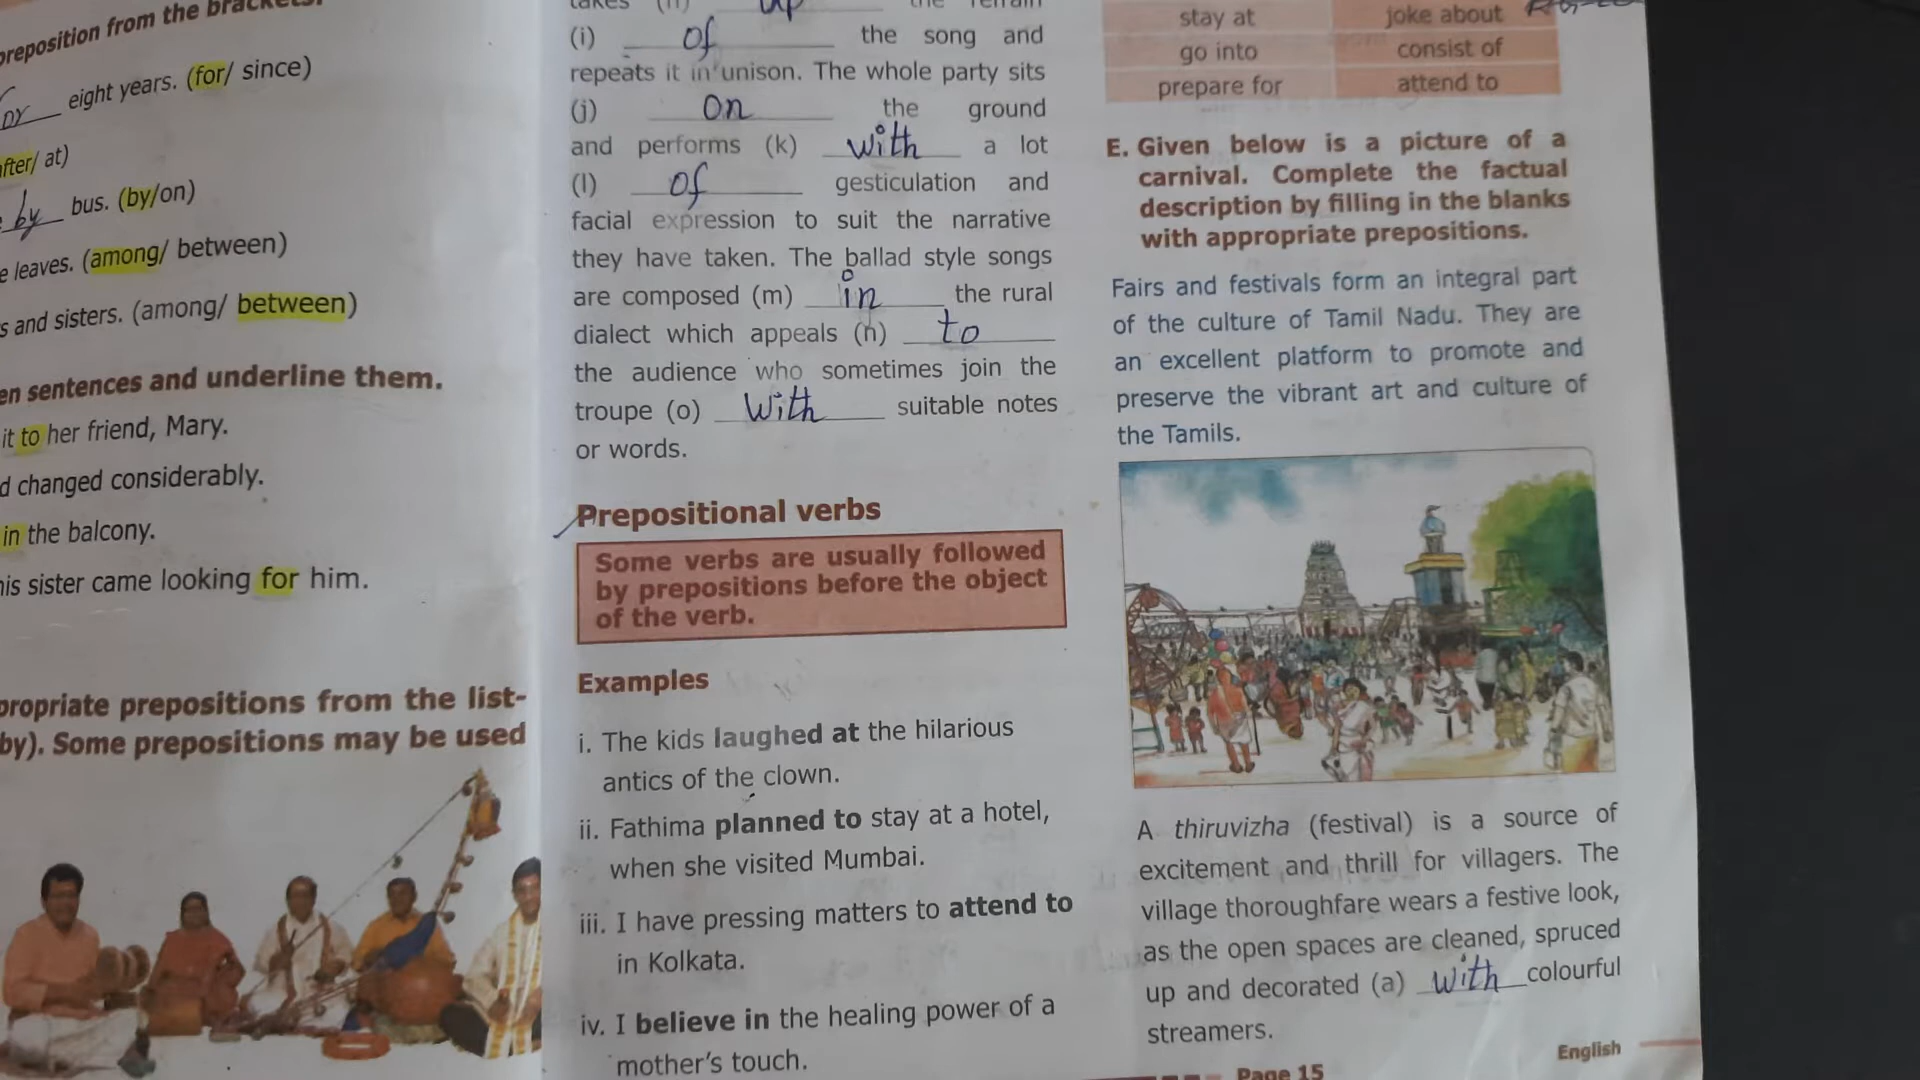 preposition from the brackets.
for eight years. (for/ since)
after/ at)
by bus. (by/on)
e leaves. (among/ between)
s and sisters. (among/ between)
en sentences and underline them.
it to her friend, Mary.
d changed considerably.
in the balcony.
his sister came looking for him.
propriate prepositions from the list-
by). Some prepositions may be used
takes (h) up the refrain
(i) of the song and
repeats it in unison. The whole party sits
(j) on the ground
and performs (k) with a lot
(l) of gesticulation and
facial expression to suit the narrative
they have taken. The ballad style songs
are composed (m) in the rural
dialect which appeals (n) to
the audience who sometimes join the
troupe (o) with suitable notes
or words.
Prepositional verbs
Some verbs are usually followed
by prepositions before the object
of the verb.
Examples
i. The kids laughed at the hilarious
antics of the clown.
ii. Fathima planned to stay at a hotel,
when she visited Mumbai.
iii. I have pressing matters to attend to
in Kolkata.
iv. I believe in the healing power of a
mother's touch.
stay at joke about
go into consist of
prepare for attend to
E. Given below is a picture of a
carnival. Complete the factual
description by filling in the blanks
with appropriate prepositions.
Fairs and festivals form an integral part
of the culture of Tamil Nadu. They are
an excellent platform to promote and
preserve the vibrant art and culture of
the Tamils.
A thiruvizha (festival) is a source of
excitement and thrill for villagers. The
village thoroughfare wears a festive look,
as the open spaces are cleaned, spruced
up and decorated (a) with colourful
streamers.
English
Page 15